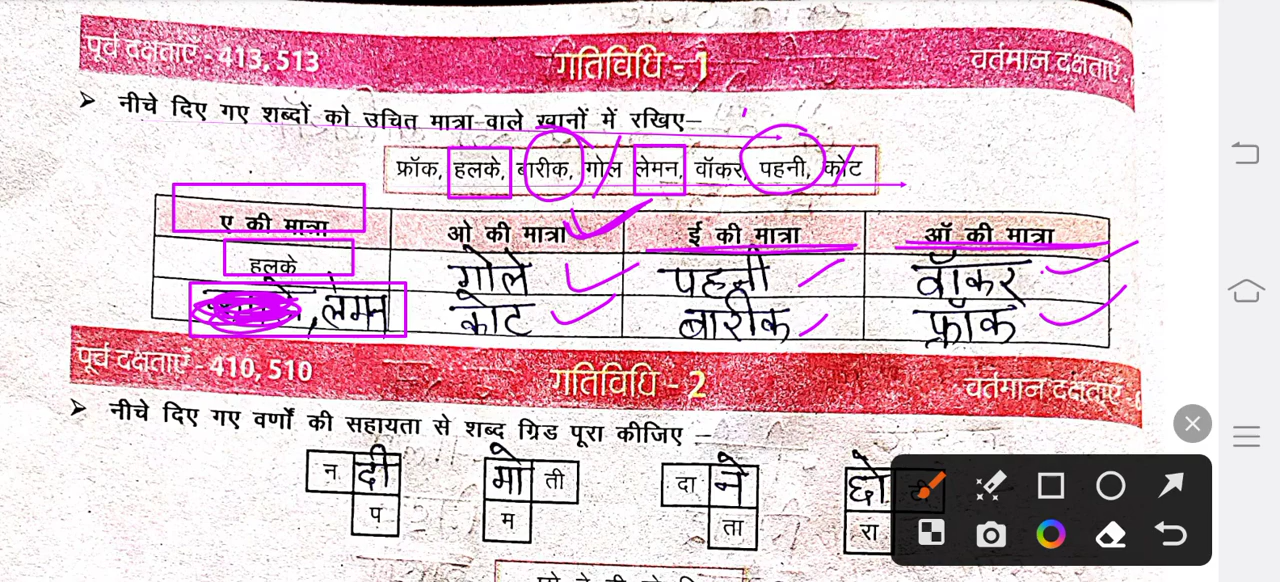 पूर्व दक्षताएँ - 413, 513 गतिविधि - 1 वर्तमान दक्षताएँ
➤ नीचे दिए गए शब्दों को उचित मात्रा वाले खानों में रखिए–
फ्रॉक, हलके, बारीक, गोल लेमन, वॉकर, पहनी, कोट
ए की मात्रा ओ की मात्रा ई की मात्रा ऑ की मात्रा
हलके गोले पहनी वॉकर
,लेमन कोट बारीक फ्रॉक
पूर्व दक्षताएँ - 410, 510 गतिविधि - 2 वर्तमान दक्षताएँ
➤ नीचे दिए गए वर्णों की सहायता से शब्द ग्रिड पूरा कीजिए –
न दी मो ती दा ने छो टी
प म ता रा